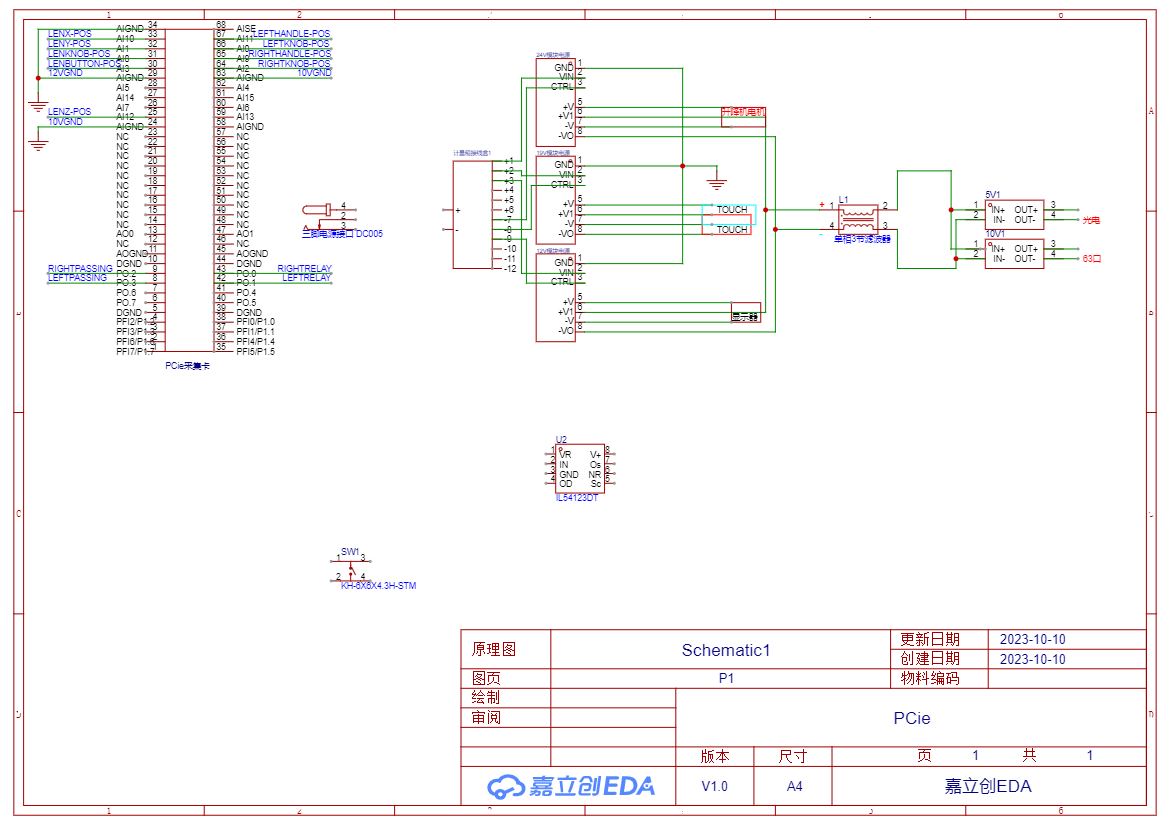 1 2 5 6
AIGND 34 68 AISE
LENX-POS AI10 33 67 AI11 LEFTHANDLE-POS
LENY-POS AI1 32 66 AI0 LEFTKNOB-POS
LENKNOB-POS AI8 31 65 AI9 RIGHTHANDLE-POS
LENBUTTON-POS AI3 30 64 AI2 RIGHTKNOB-POS
12VGND AIGND 29 63 AIGND 10VGND
AI5 28 62 AI4
AI14 27 61 AI15
AI7 26 60 AI6
LENZ-POS AI12 25 59 AI13
10VGND AIGND 24 58 AIGND
NC 23 57 NC
NC 22 56 NC
NC 21 55 NC
NC 20 54 NC
NC 19 53 NC
NC 18 52 NC
NC 17 51 NC
NC 16 50 NC
NC 15 49 NC
NC 14 48 NC
AO0 13 47 AO1
NC 12 46 NC
AOGND 11 45 AOGND
DGND 10 44 DGND
RIGHTPASSING PO.2 9 43 PO.0 RIGHTRELAY
LEFTPASSING PO.3 8 42 PO.1 LEFTRELAY
PO.6 7 41 PO.4
PO.7 6 40 PO.5
DGND 5 39 DGND
PFI2/P1.2 4 38 PFI0/P1.0
PFI3/P1.3 3 37 PFI1/P1.1
PFI6/P1.6 2 36 PFI4/P1.4
PFI7/P1.7 1 35 PFI5/P1.5
PCie采集卡
4
2
3
三脚电源接口 DC005
24V模块电源
GND 1
VIN 2
CTRL 3
+V 5
+V1 6
-V 7
-VO 8
升降机电机
+ -
+1
+2
+3
+4
+5
+6
-7
-8
-9
-10
-11
-12
19V模块电源
GND 1
VIN 2
CTRL 3
+V 5
+V1 6
-V 7
-VO 8
TOUCH
TOUCH
12V模块电源
GND 1
VIN 2
CTRL 3
+V 5
+V1 6
-V 7
-VO 8
显示器
L1
+ 1 2
- 4 3
单相3节滤波器
5V1
1 IN+ OUT+ 3
2 IN- OUT- 4
光电
10V1
1 IN+ OUT+ 3
2 IN- OUT- 4
63口
U2
1 VR V+ 8
2 IN Os 7
3 GND NR 6
4 OD Sc 5
IL54123DT
SW1
1 3
2 4
KH-6X6X4.3H-STM
原理图 Schematic1 更新日期 2023-10-10
创建日期 2023-10-10
图页 P1 物料编码
绘制
审阅 PCie
版本 尺寸 页 1 共 1
嘉立创EDA V1.0 A4 嘉立创EDA
A
C
1 2 5 6